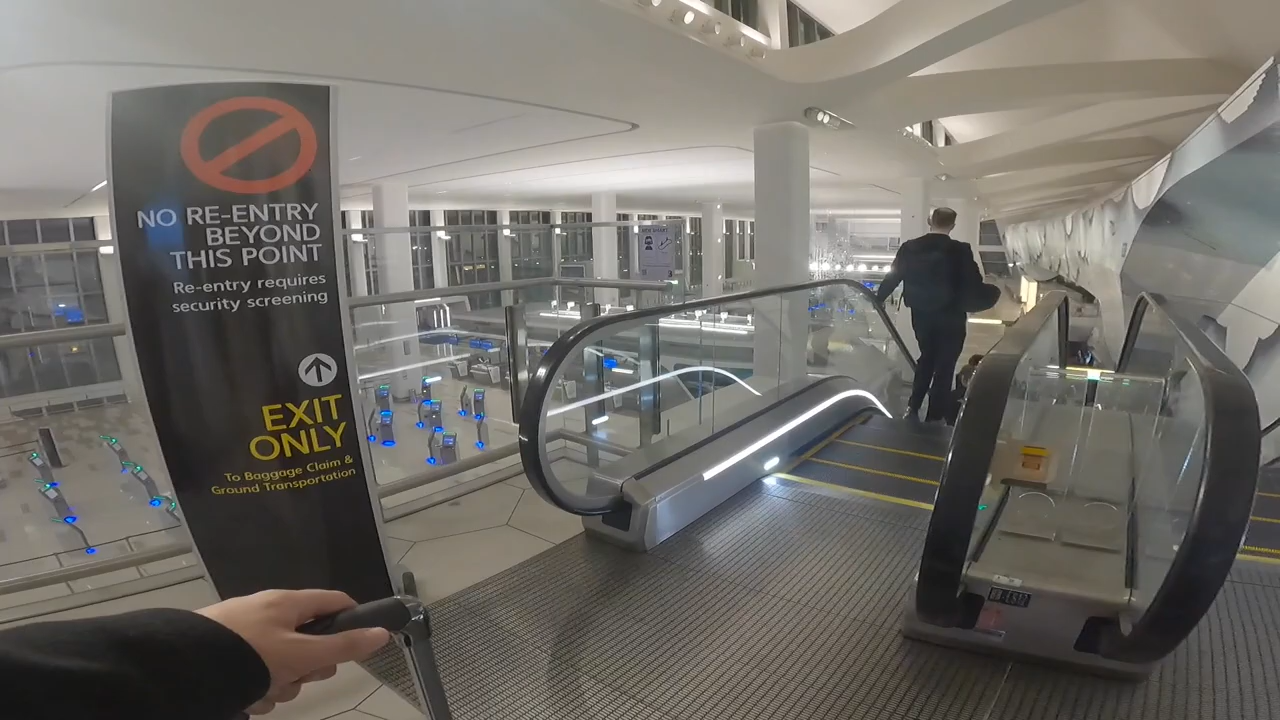 NO RE-ENTRY
BEYOND
THIS POINT
Re-entry requires
security screening
EXIT
ONLY
To Baggage Claim &
Ground Transportation